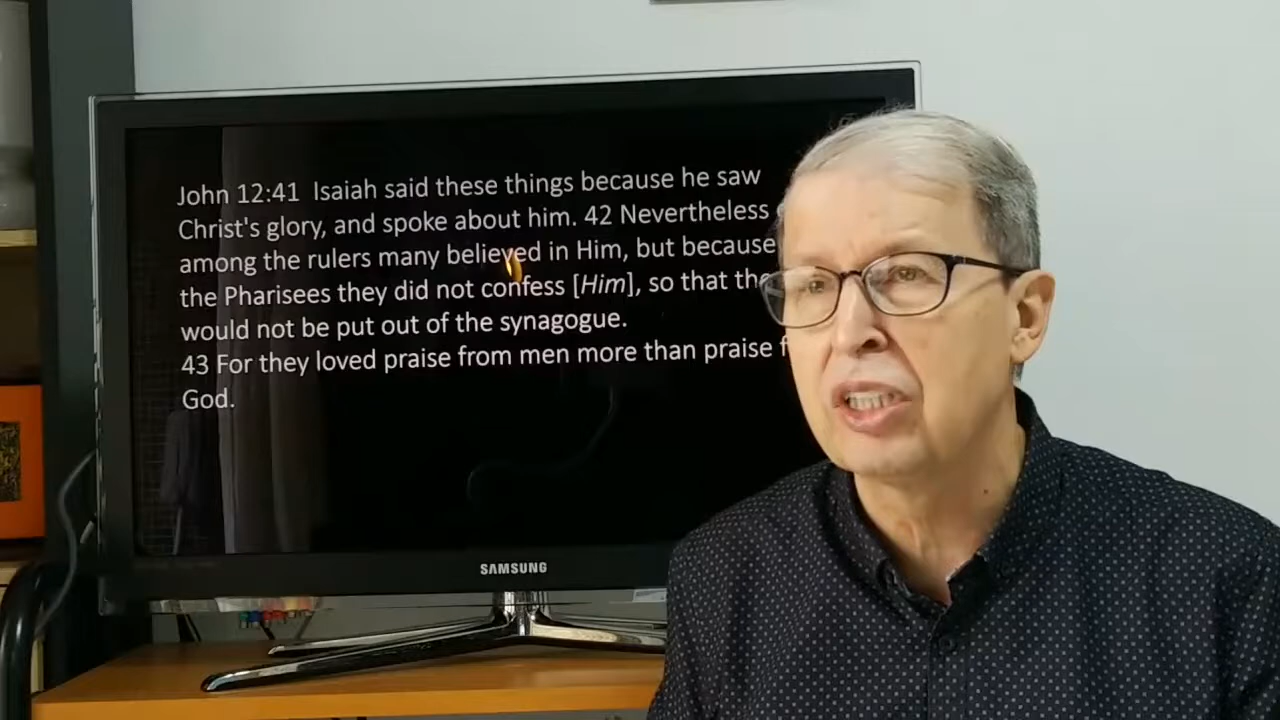 John 12:41 Isaiah said these things because he saw
Christ's glory, and spoke about him. 42 Nevertheless
among the rulers many believed in Him, but because
the Pharisees they did not confess [Him], so that
would not be put out of the synagogue.
43 For they loved praise from men more than praise
God.
SAMSUNG